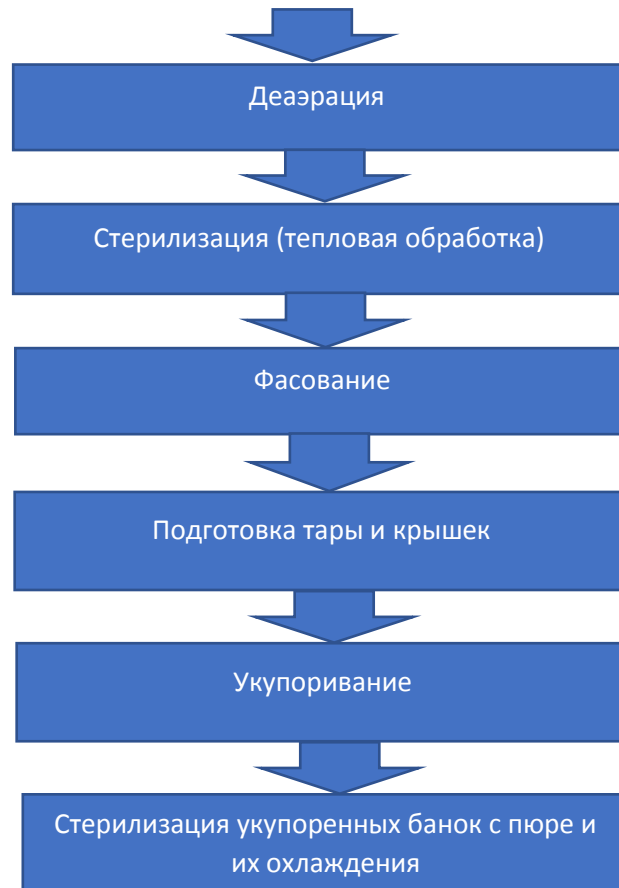 Деаэрация
Стерилизация (тепловая обработка)
Фасование
Подготовка тары и крышек
Укупоривание
Стерилизация укупоренных банок с пюре и
их охлаждения